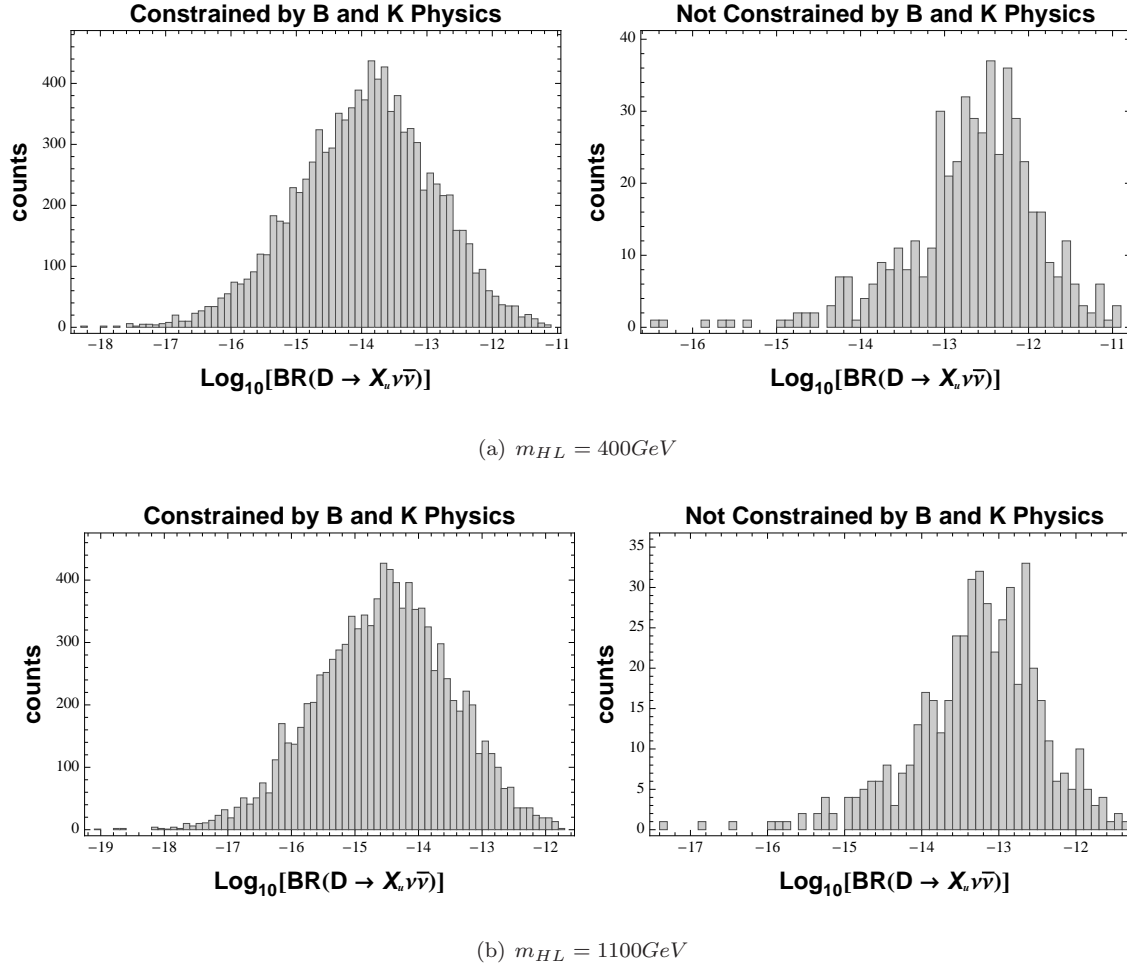 Constrained by B and K Physics
counts
400
300
200
100
0
−18 −17 −16 −15 −14 −13 −12 −11
Log₁₀[BR(D → Xᵤνν̅)]
Not Constrained by B and K Physics
counts
40
30
20
10
0
−16 −15 −14 −13 −12 −11
Log₁₀[BR(D → Xᵤνν̅)]
(a) m_{HL} = 400GeV
Constrained by B and K Physics
counts
400
300
200
100
0
−19 −18 −17 −16 −15 −14 −13 −12
Log₁₀[BR(D → Xᵤνν̅)]
Not Constrained by B and K Physics
counts
35
30
25
20
15
10
5
0
−17 −16 −15 −14 −13 −12
Log₁₀[BR(D → Xᵤνν̅)]
(b) m_{HL} = 1100GeV